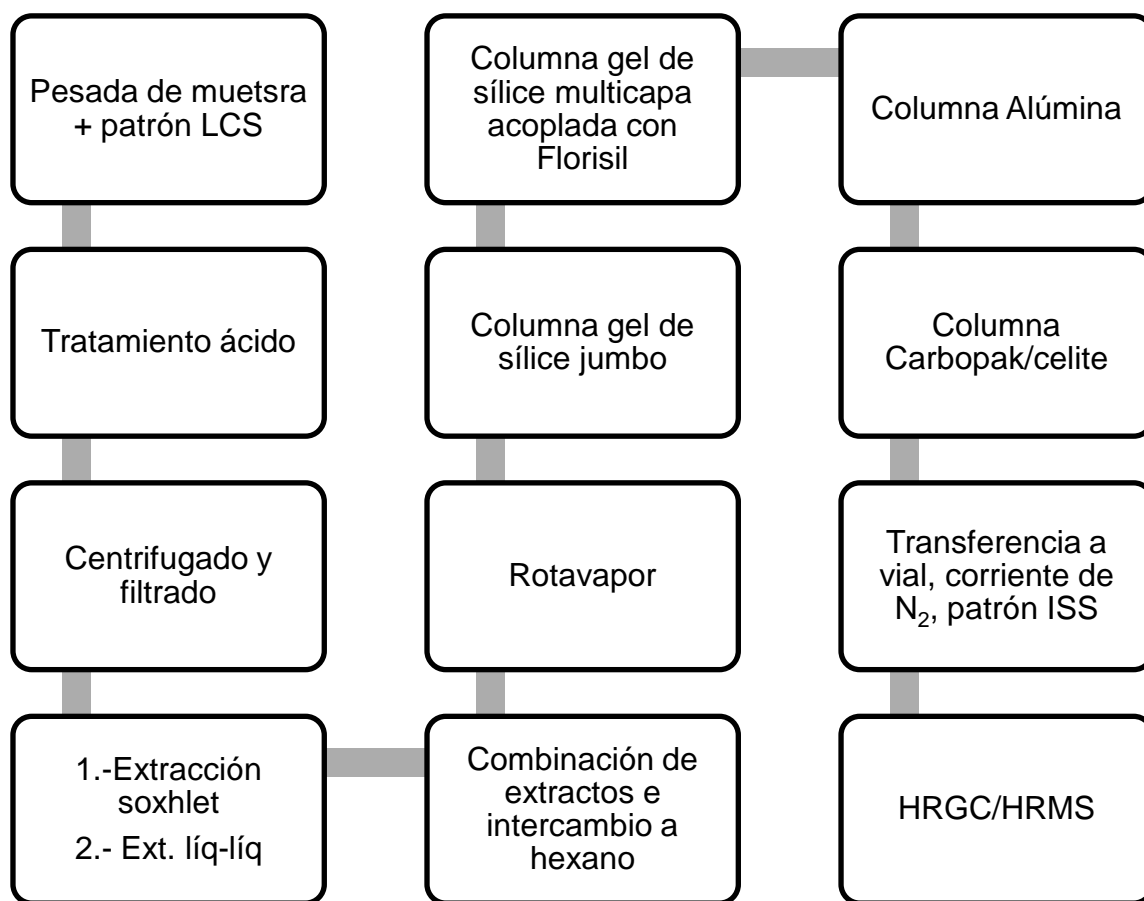 Pesada de muetsra
+ patrón LCS
Tratamiento ácido
Centrifugado y
filtrado
1.-Extracción
soxhlet
2.- Ext. líq-líq
Combinación de
extractos e
intercambio a
hexano
Rotavapor
Columna gel de
sílice jumbo
Columna gel de
sílice multicapa
acoplada con
Florisil
Columna Alúmina
Columna
Carbopak/celite
Transferencia a
vial, corriente de
N₂, patrón ISS
HRGC/HRMS